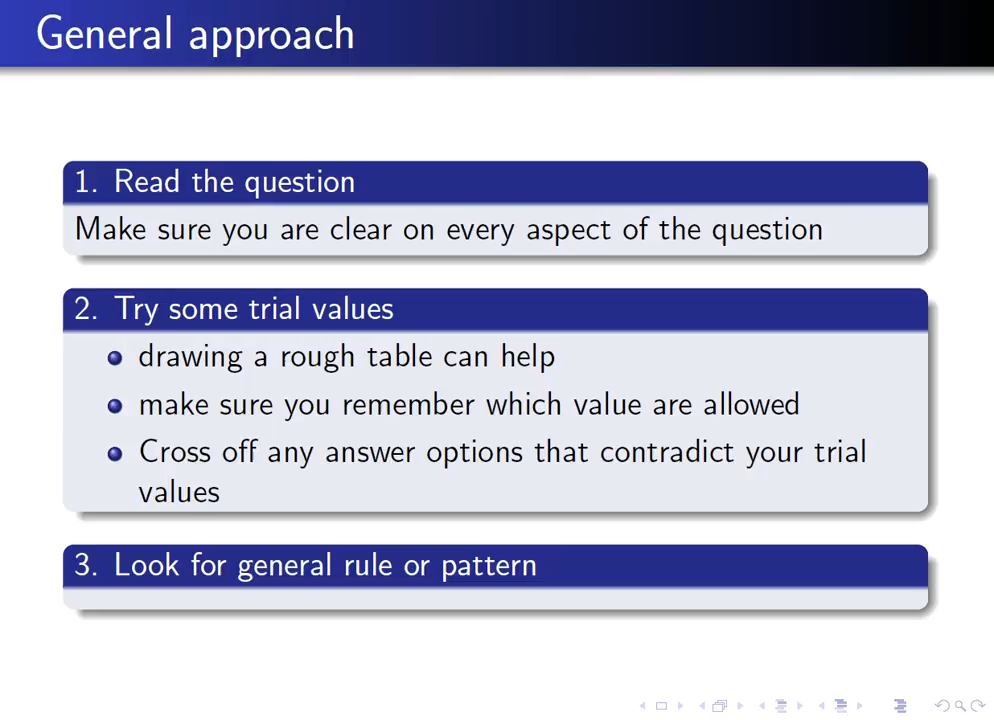 General approach
1. Read the question
Make sure you are clear on every aspect of the question
2. Try some trial values
drawing a rough table can help
make sure you remember which value are allowed
Cross off any answer options that contradict your trial
values
3. Look for general rule or pattern